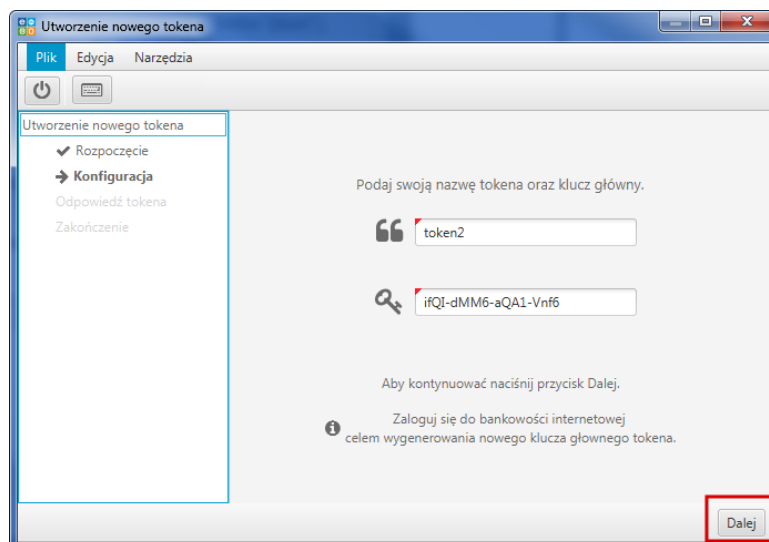 Utworzenie nowego tokena
Plik Edycja Narzędzia
Utworzenie nowego tokena
Rozpoczęcie
Konfiguracja
Odpowiedź tokena
Zakończenie
Podaj swoją nazwę tokena oraz klucz główny.
token2
ifQI-dMM6-aQA1-Vnf6
Aby kontynuować naciśnij przycisk Dalej.
Zaloguj się do bankowości internetowej
celem wygenerowania nowego klucza głownego tokena.
Dalej